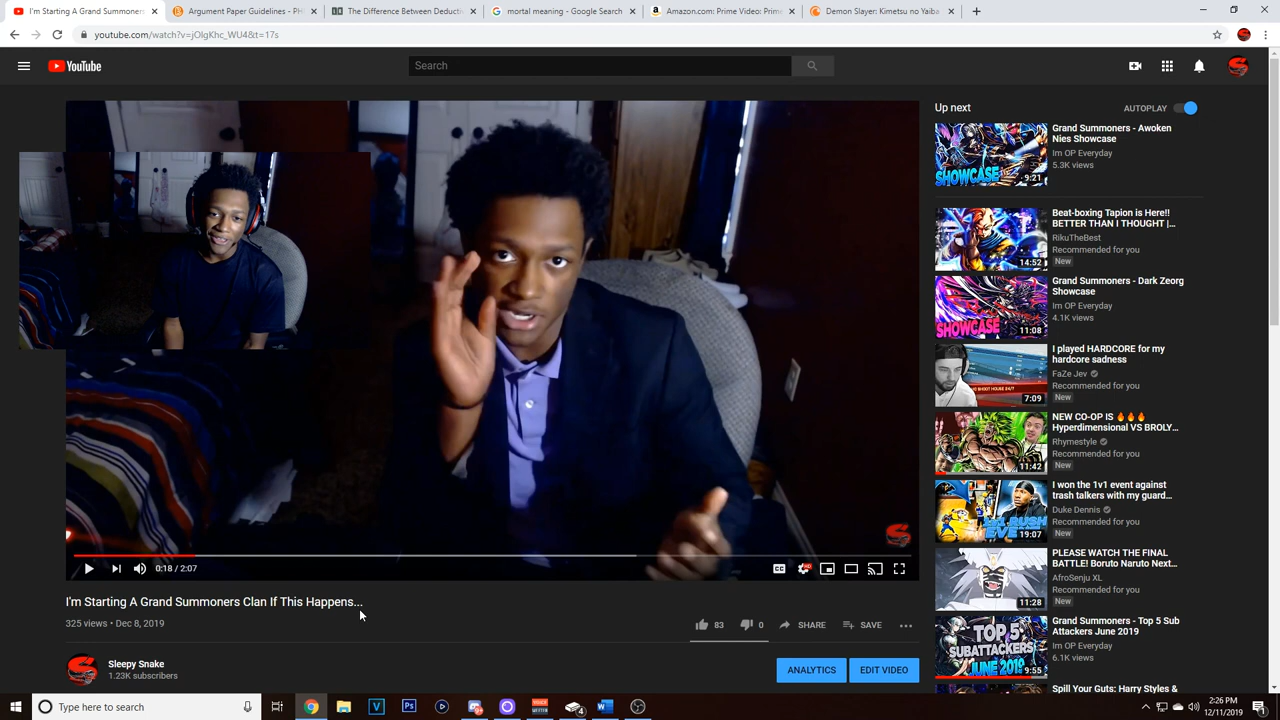 I'm Starting A Grand Summoners
Argument Paper Guidelines - PH
The Difference Between Deducti
mortal meaning - Google Search
Amazon.com: Prime Video: Prime
Demon Slayer: Kimetsu no Yaiba
youtube.com/watch?v=jOIgKhc_WU4&t=17s
YouTube
Search
Up next
AUTOPLAY
Grand Summoners - Awoken
Nies Showcase
Im OP Everyday
5.3K views
SHOWCASE
9:21
Beat-boxing Tapion is Here!!
BETTER THAN I THOUGHT |...
RikuTheBest
Recommended for you
New
14:52
Grand Summoners - Dark Zeorg
Showcase
Im OP Everyday
4.1K views
SHOWCASE
11:08
I played HARDCORE for my
hardcore sadness
FaZe Jev
Recommended for you
New
SHOOT HOUSE 24/7
7:09
NEW CO-OP IS 🔥🔥🔥
Hyperdimensional VS BROLY...
Rhymestyle
Recommended for you
New
11:42
I won the 1v1 event against
trash talkers with my guard...
Duke Dennis
Recommended for you
New
19:07
PLEASE WATCH THE FINAL
BATTLE! Boruto Naruto Next...
AfroSenju XL
Recommended for you
New
11:28
Grand Summoners - Top 5 Sub
Attackers June 2019
Im OP Everyday
6.1K views
TOP 5
SUBATTACKERS
JUNE 2019
9:55
Spill Your Guts: Harry Styles &
0:18 / 2:07
CC
HD
I'm Starting A Grand Summoners Clan If This Happens...
325 views • Dec 8, 2019
83
0
SHARE
SAVE
Sleepy Snake
1.23K subscribers
ANALYTICS
EDIT VIDEO
Type here to search
2:26 PM
12/11/2019